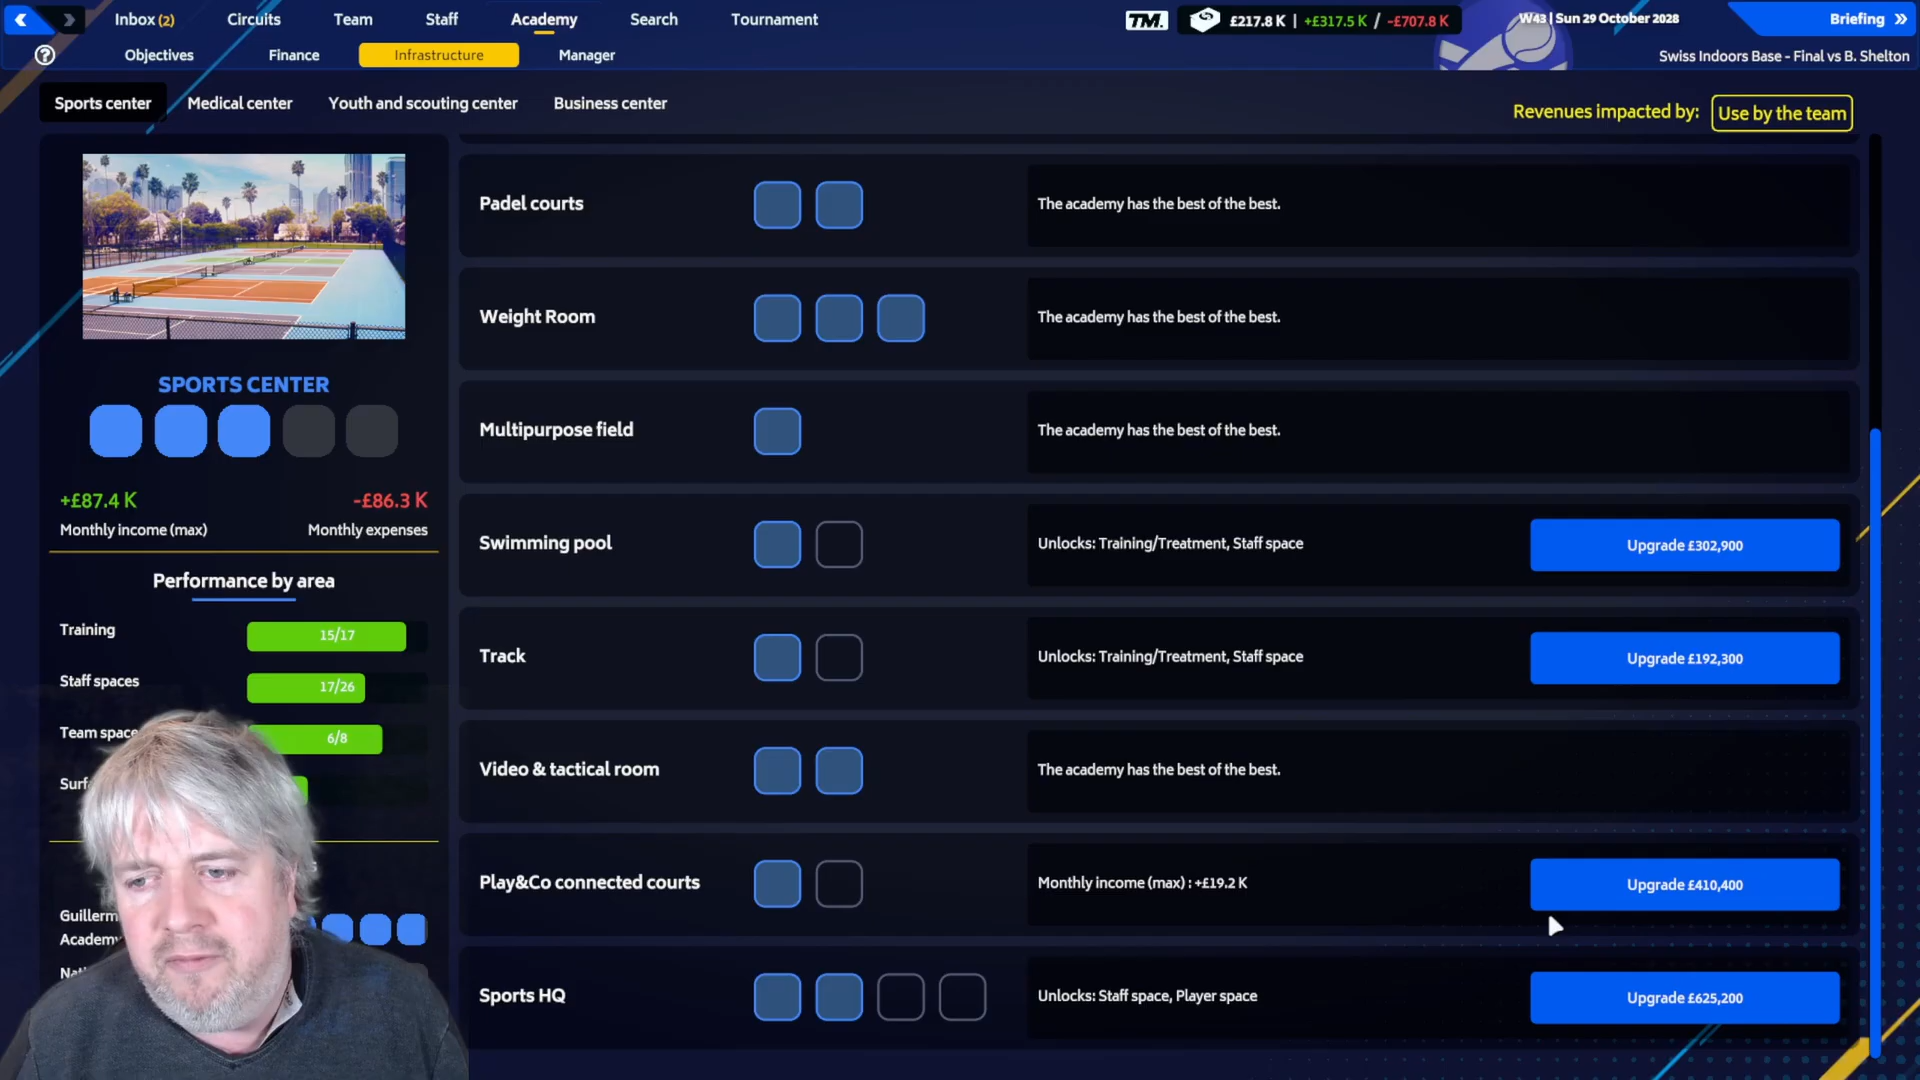 Inbox (2)
Circuits
Team
Staff
Academy
Search
Tournament
TM.
£217.8 K | +£317.5 K / -£707.8 K
W43 | Sun 29 October 2028
Briefing
Objectives
Finance
Infrastructure
Manager
Swiss Indoors Base - Final vs B. Shelton
Sports center
Medical center
Youth and scouting center
Business center
Revenues impacted by: Use by the team
SPORTS CENTER
+£87.4 K
-£86.3 K
Monthly income (max)
Monthly expenses
Performance by area
Training
15/17
Staff spaces
17/26
Team
6/8
Guillerm
Academy
Padel courts
The academy has the best of the best.
Weight Room
The academy has the best of the best.
Multipurpose field
The academy has the best of the best.
Swimming pool
Unlocks: Training/Treatment, Staff space
Upgrade £302,900
Track
Unlocks: Training/Treatment, Staff space
Upgrade £192,300
Video & tactical room
The academy has the best of the best.
Play&Co connected courts
Monthly income (max) : +£19.2 K
Upgrade £410,400
Sports HQ
Unlocks: Staff space, Player space
Upgrade £625,200